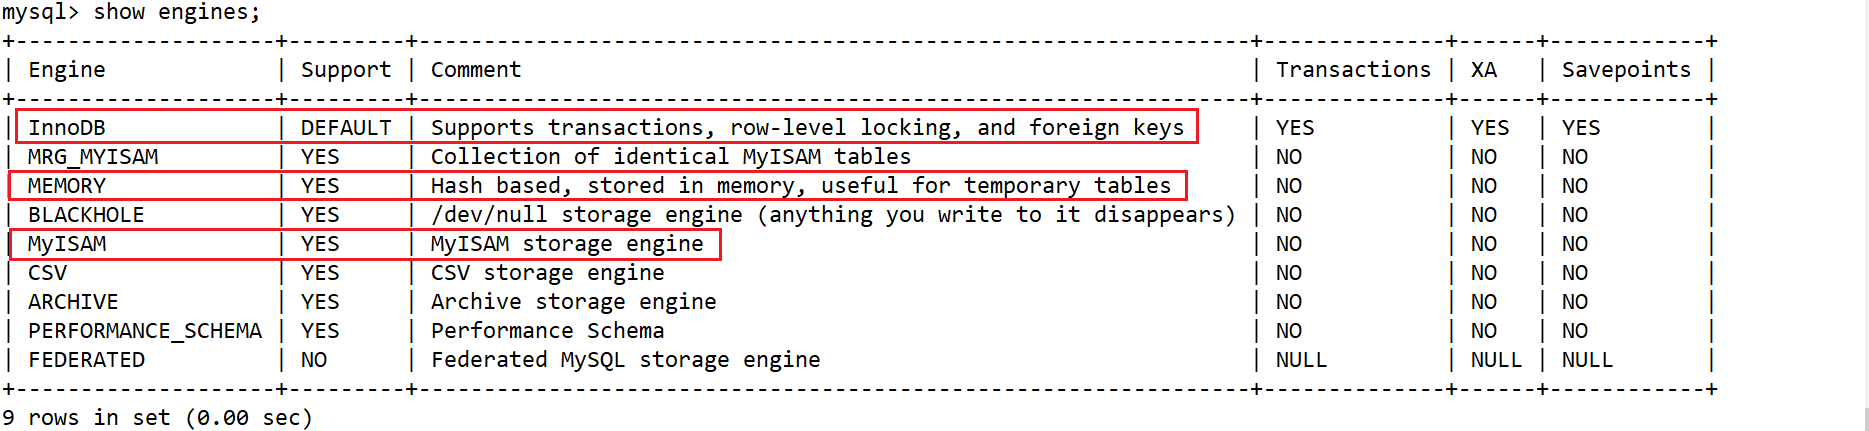 mysql> show engines;
+--------------------+---------+----------------------------------------------------------------+--------------+------+------------+
| Engine             | Support | Comment                                                        | Transactions | XA   | Savepoints |
+--------------------+---------+----------------------------------------------------------------+--------------+------+------------+
| InnoDB             | DEFAULT | Supports transactions, row-level locking, and foreign keys     | YES          | YES  | YES        |
| MRG_MYISAM         | YES     | Collection of identical MyISAM tables                          | NO           | NO   | NO         |
| MEMORY             | YES     | Hash based, stored in memory, useful for temporary tables      | NO           | NO   | NO         |
| BLACKHOLE          | YES     | /dev/null storage engine (anything you write to it disappears) | NO           | NO   | NO         |
| MyISAM             | YES     | MyISAM storage engine                                          | NO           | NO   | NO         |
| CSV                | YES     | CSV storage engine                                             | NO           | NO   | NO         |
| ARCHIVE            | YES     | Archive storage engine                                         | NO           | NO   | NO         |
| PERFORMANCE_SCHEMA | YES     | Performance Schema                                             | NO           | NO   | NO         |
| FEDERATED          | NO      | Federated MySQL storage engine                                 | NULL         | NULL | NULL       |
+--------------------+---------+----------------------------------------------------------------+--------------+------+------------+
9 rows in set (0.00 sec)